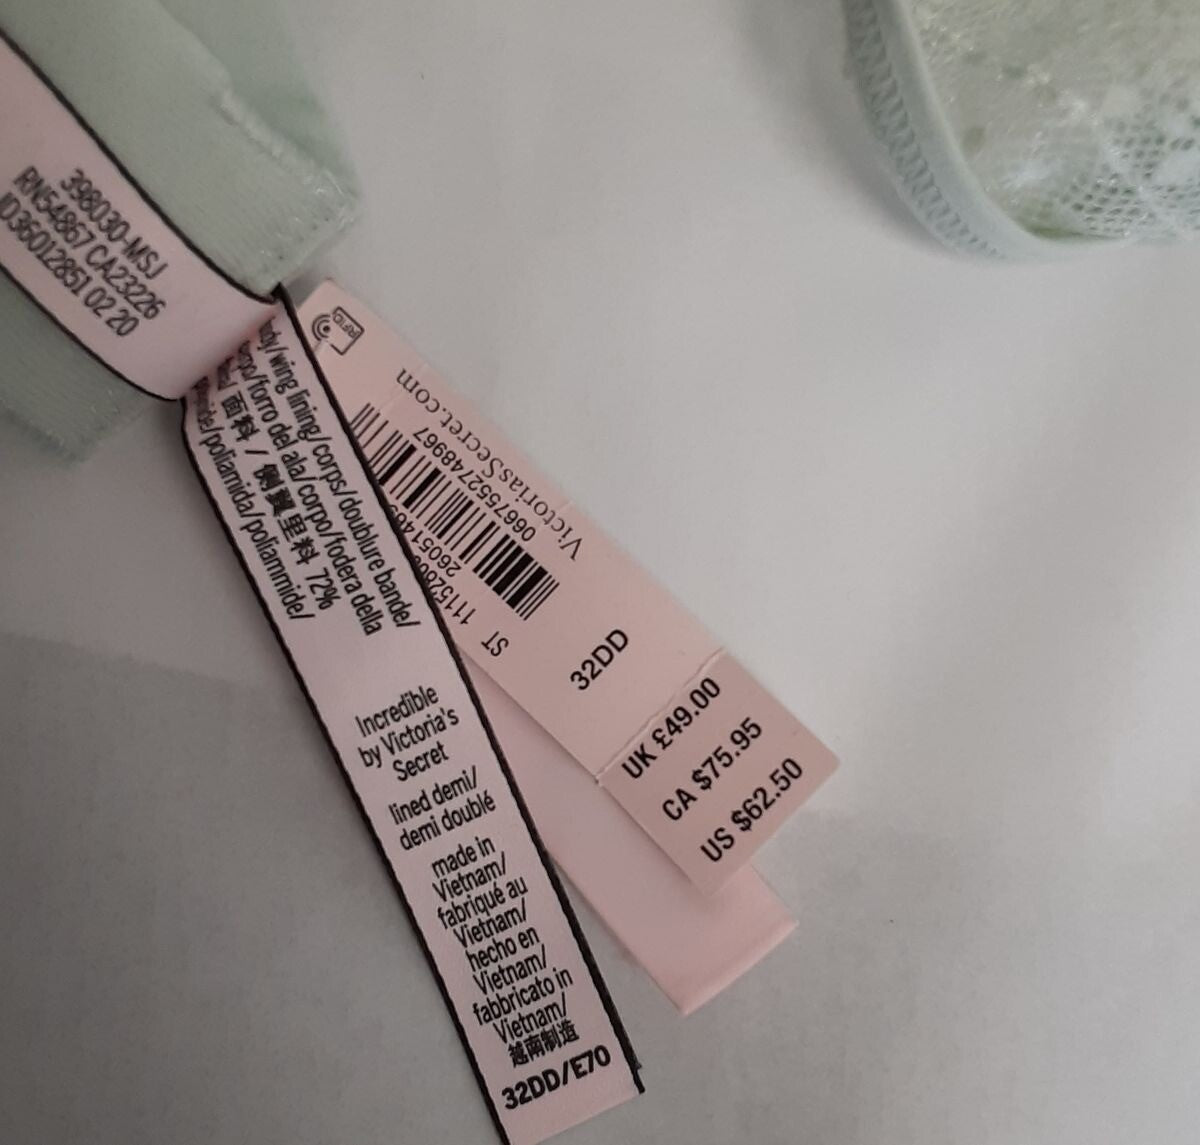 398030-MSJ
RN54867 CA23226
ID36012851 02 20
wing lining/corps/doublure bande/
forro del ala/corpo/fodera della
面料 / 侧翼里料 72%
/poliamida/poliammide/
Incredible
by Victoria's
Secret
lined demi/
demi doublé
made in
Vietnam/
fabriqué au
Vietnam/
hecho en
Vietnam/
fabbricato in
Vietnam/
越南制造
32DD/E70
RFID
VictoriasSecret.com
0667552748967
ST
32DD
UK £49.00
CA $75.95
US $62.50